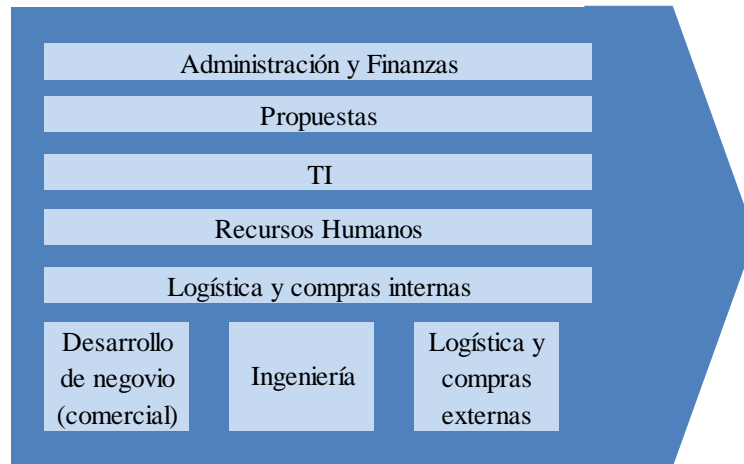 Administración y Finanzas
Propuestas
TI
Recursos Humanos
Logística y compras internas
Desarrollo
de negovio
(comercial)
Ingeniería
Logística y
compras
externas